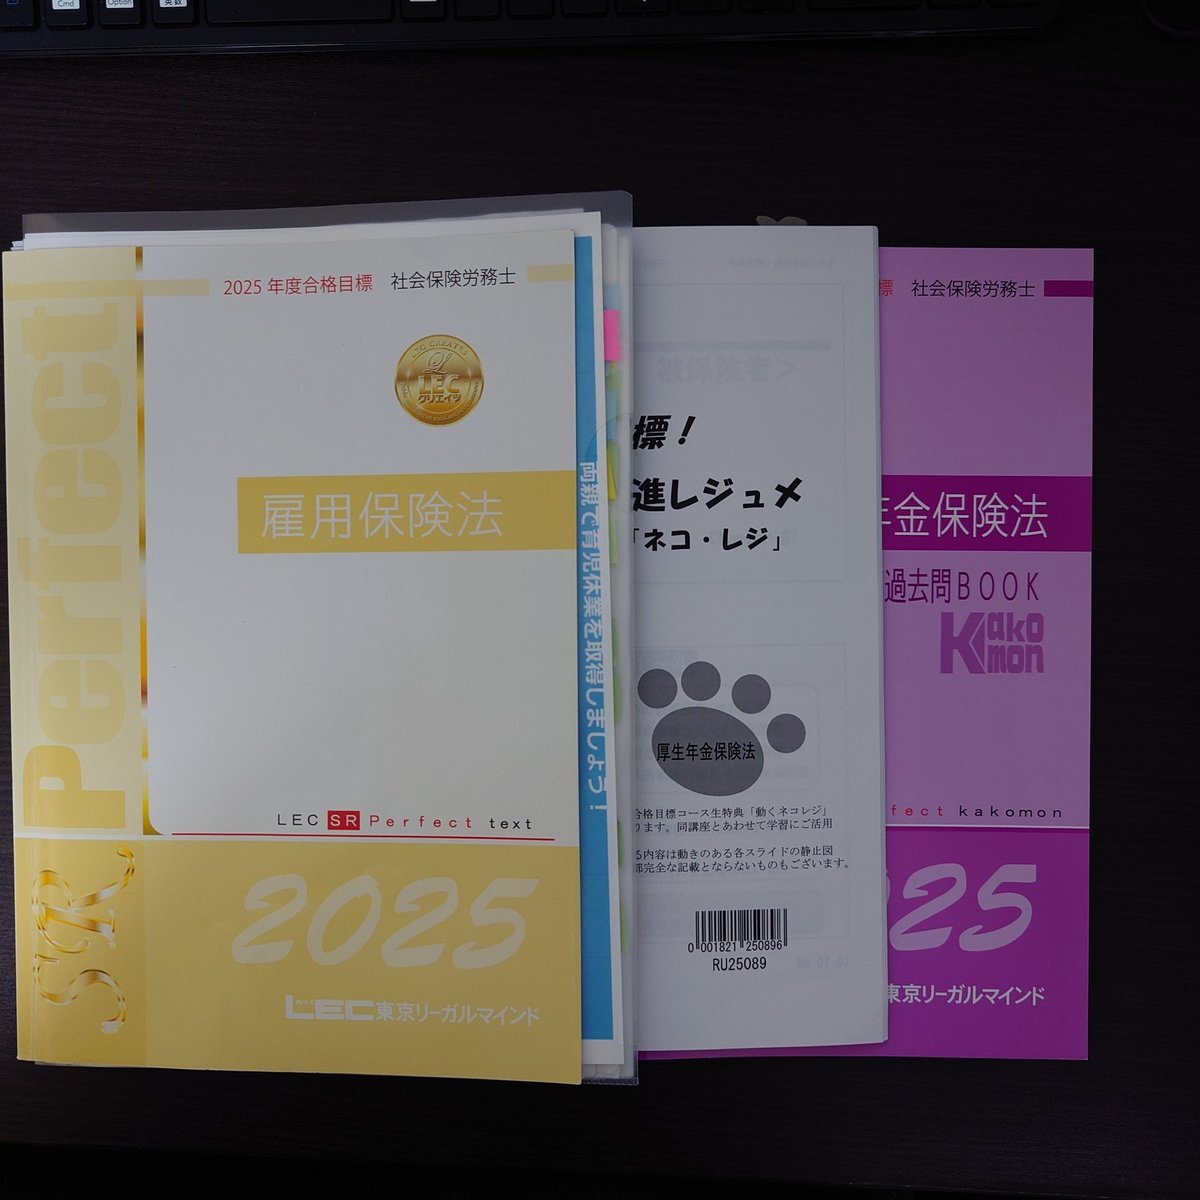 Cmd
Option
英数
2025 年度合格目標 社会保険労務士
LEC CREATES
LEC
クリエイツ
Perfect
雇用保険法
LEC SR Perfect text
SR
2025
LEC東京リーガルマインド
両親で育児休業を取得しましょう!
標!
進レジュメ
「ネコ・レジ」
厚生年金保険法
合格目標コース生特典「動くネコレジ」
ります。同講座とあわせて学習にご活用
る内容は動きのある各スライドの静止図
部完全な記載とならないものもございます。
0 001821 250896
RU25089
標 社会保険労務士
年金保険法
過去問BOOK
Kakomon
fect kakomon
025
東京リーガルマインド